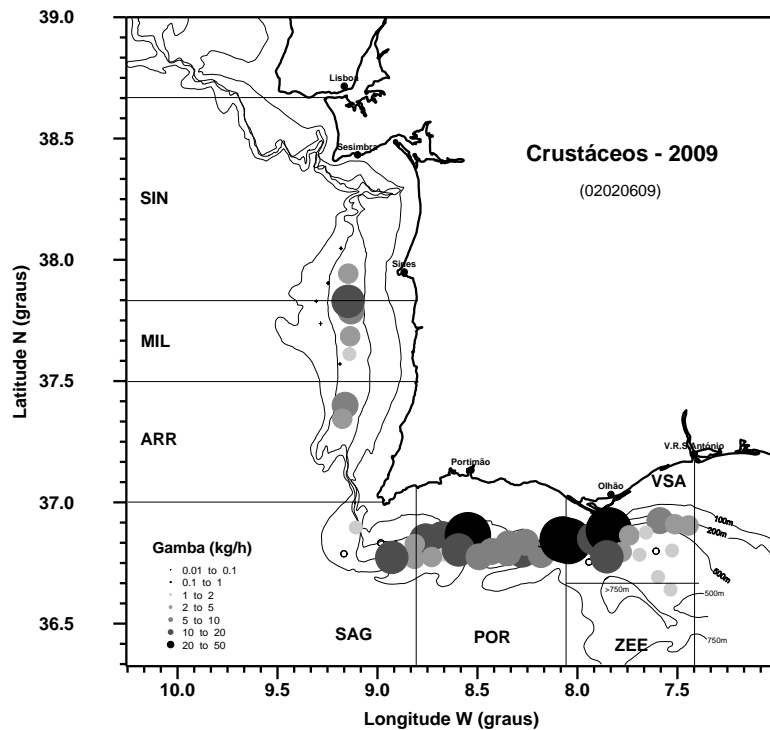 39.0
38.5
38.0
37.5
37.0
36.5
Latitude N (graus)
10.0
9.5
9.0
8.5
8.0
7.5
Longitude W (graus)
Crustáceos - 2009
(02020609)
Lisboa
Sesimbra
Sines
Portimão
Olhão
V.R.S.António
SIN
MIL
ARR
SAG
POR
VSA
ZEE
100m
200m
500m
>750m
500m
750m
Gamba (kg/h)
0.01 to 0.1
0.1 to 1
1 to 2
2 to 5
5 to 10
10 to 20
20 to 50